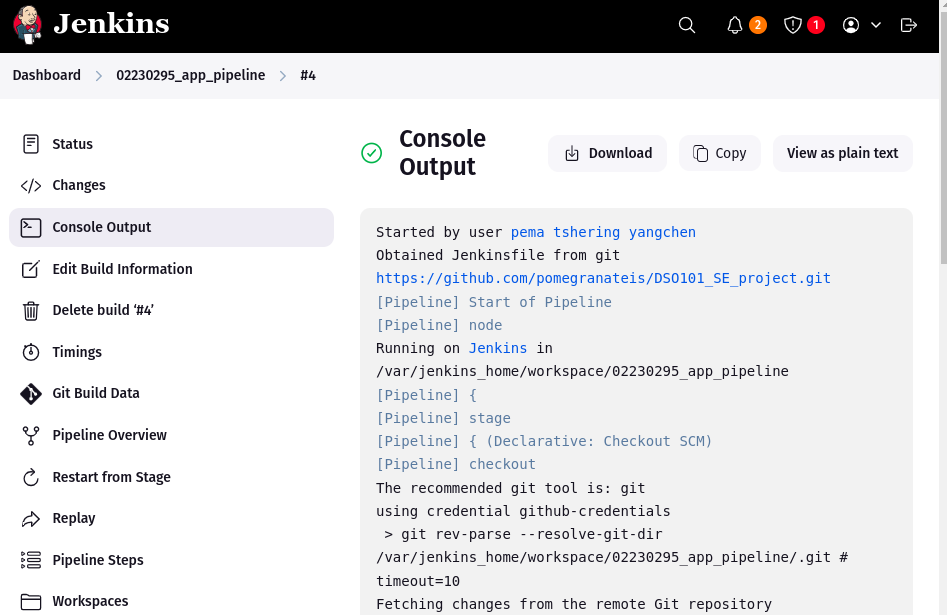 Jenkins
2
1
Dashboard > 02230295_app_pipeline > #4
Status
Changes
Console Output
Edit Build Information
Delete build ‘#4’
Timings
Git Build Data
Pipeline Overview
Restart from Stage
Replay
Pipeline Steps
Workspaces
Console
Output
Download
Copy
View as plain text
Started by user pema tshering yangchen
Obtained Jenkinsfile from git
https://github.com/pomegranateis/DSO101_SE_project.git
[Pipeline] Start of Pipeline
[Pipeline] node
Running on Jenkins in
/var/jenkins_home/workspace/02230295_app_pipeline
[Pipeline] {
[Pipeline] stage
[Pipeline] { (Declarative: Checkout SCM)
[Pipeline] checkout
The recommended git tool is: git
using credential github-credentials
 > git rev-parse --resolve-git-dir
/var/jenkins_home/workspace/02230295_app_pipeline/.git #
timeout=10
Fetching changes from the remote Git repository